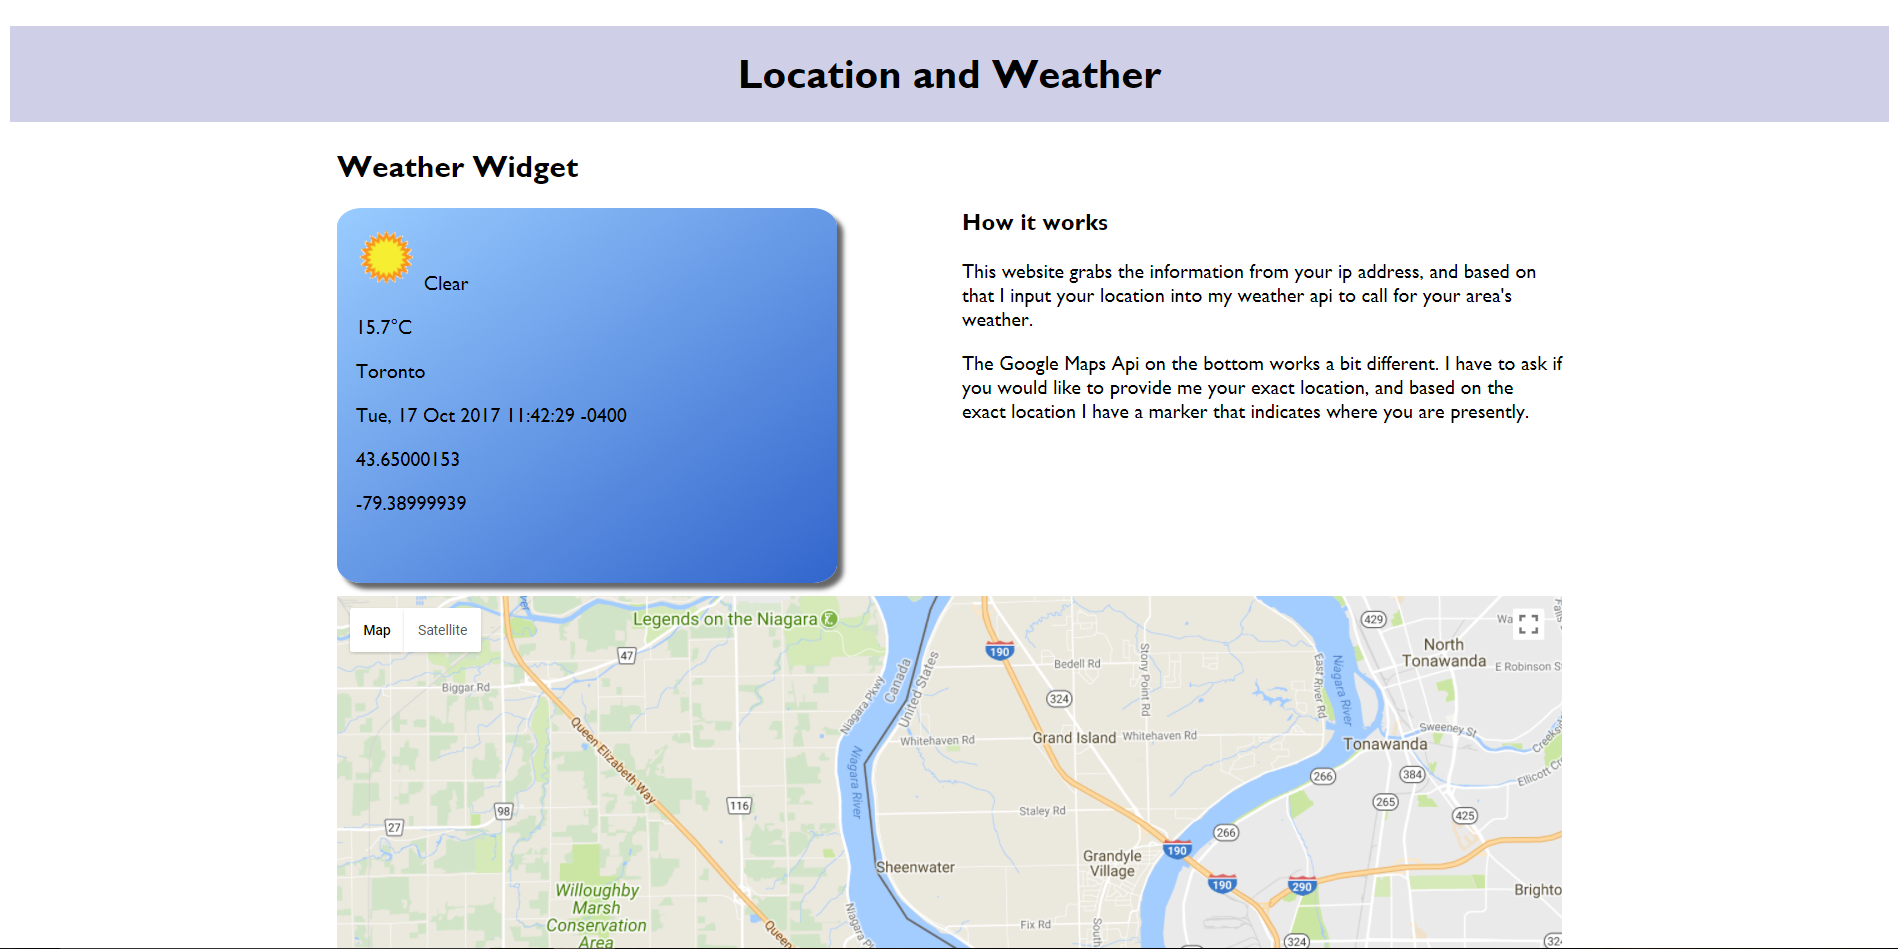 Location and Weather
Weather Widget
Clear
15.7°C
Toronto
Tue, 17 Oct 2017 11:42:29 -0400
43.65000153
-79.38999939
How it works
This website grabs the information from your ip address, and based on
that I input your location into my weather api to call for your area's
weather.
The Google Maps Api on the bottom works a bit different. I have to ask if
you would like to provide me your exact location, and based on the
exact location I have a marker that indicates where you are presently.
Map
Satellite
Legends on the Niagara
47
Biggar Rd
Queen Elizabeth Way
98
116
27
Willoughby
Marsh
Conservation
Area
Niagara Pkwy
Canada
United States
Niagara River
190
Bedell Rd
Stony Point Rd
324
Whitehaven Rd
Grand Island
Whitehaven Rd
Staley Rd
Sheenwater
Grandyle
Village
Fix Rd
190
190
290
266
266
East River Rd
Niagara River
429
North
Tonawanda
E Robinson S
Sweeney St
Tonawanda
384
265
425
Ellicott Cr
Creeks
Brighto
324
324
Queen
Niagara P
South